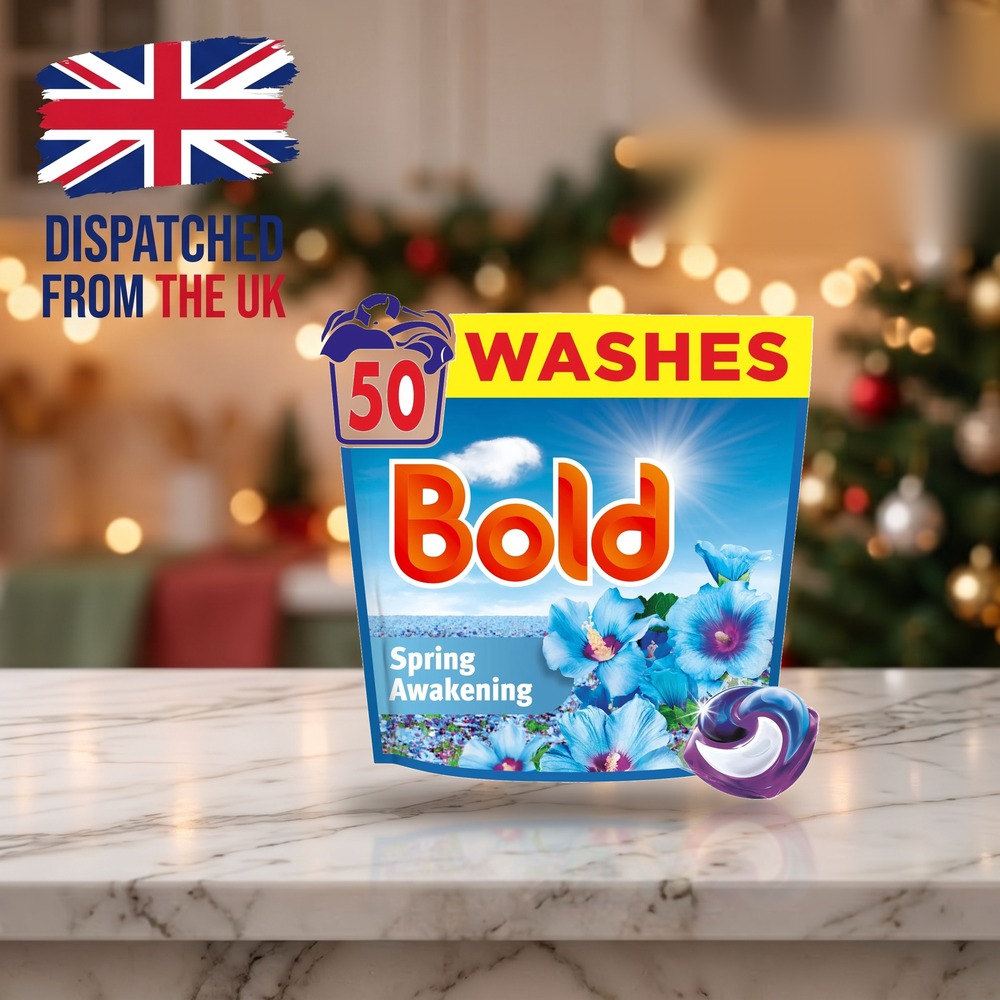 DISPATCHED
FROM THE UK
50
WASHES
Bold
Spring
Awakening